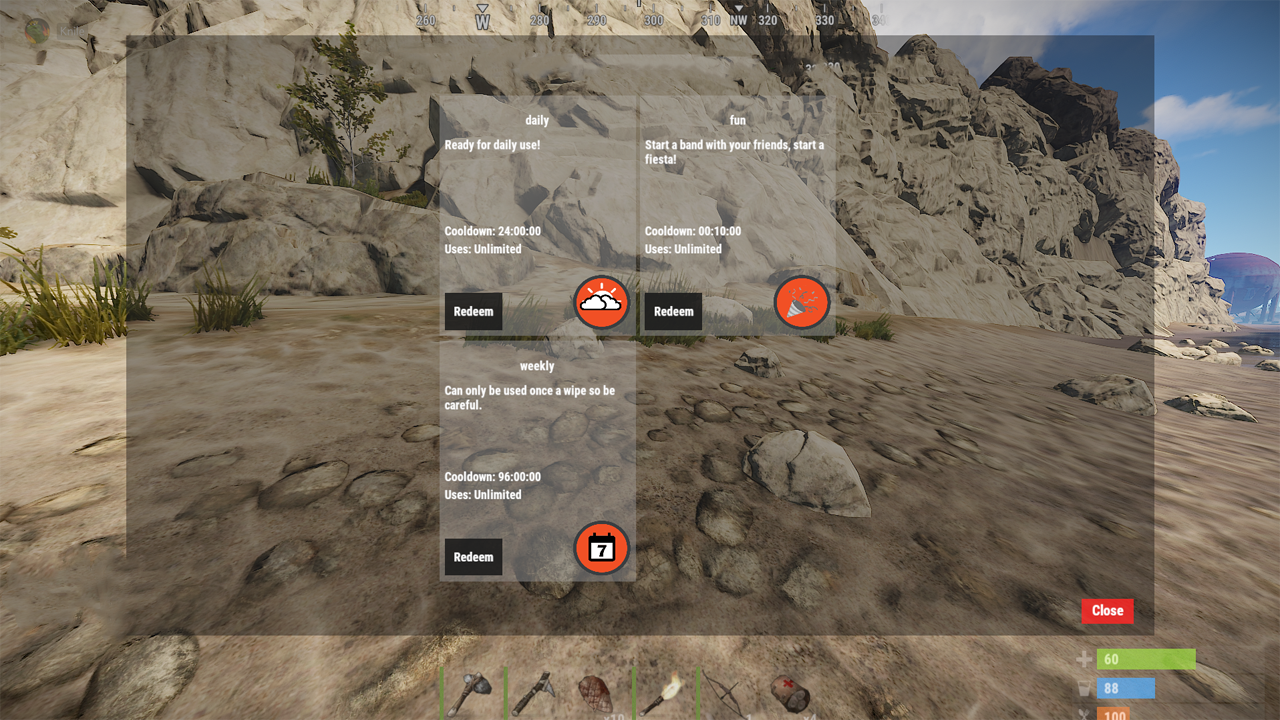 260 W 280 290 300 310 NW 320 330
daily
Ready for daily use!
Cooldown: 24:00:00
Uses: Unlimited
Redeem
fun
Start a band with your friends, start a
fiesta!
Cooldown: 00:10:00
Uses: Unlimited
Redeem
weekly
Can only be used once a wipe so be
careful.
Cooldown: 96:00:00
Uses: Unlimited
Redeem
7
Close
60
88
100